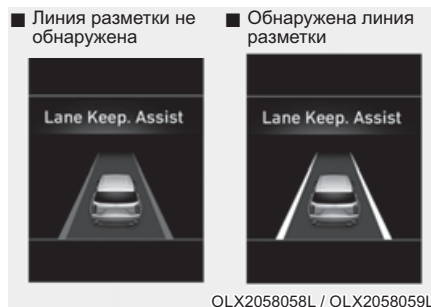 ■ Линия разметки не
обнаружена
■ Обнаружена линия
разметки
Lane Keep. Assist
Lane Keep. Assist
OLX2058058L / OLX2058059L